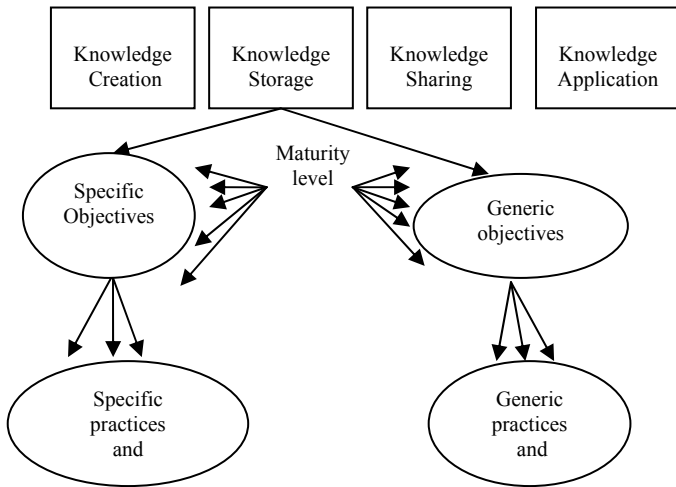 Knowledge
Creation
Knowledge
Storage
Knowledge
Sharing
Knowledge
Application
Maturity
level
Specific
Objectives
Generic
objectives
Specific
practices
and
Generic
practices and